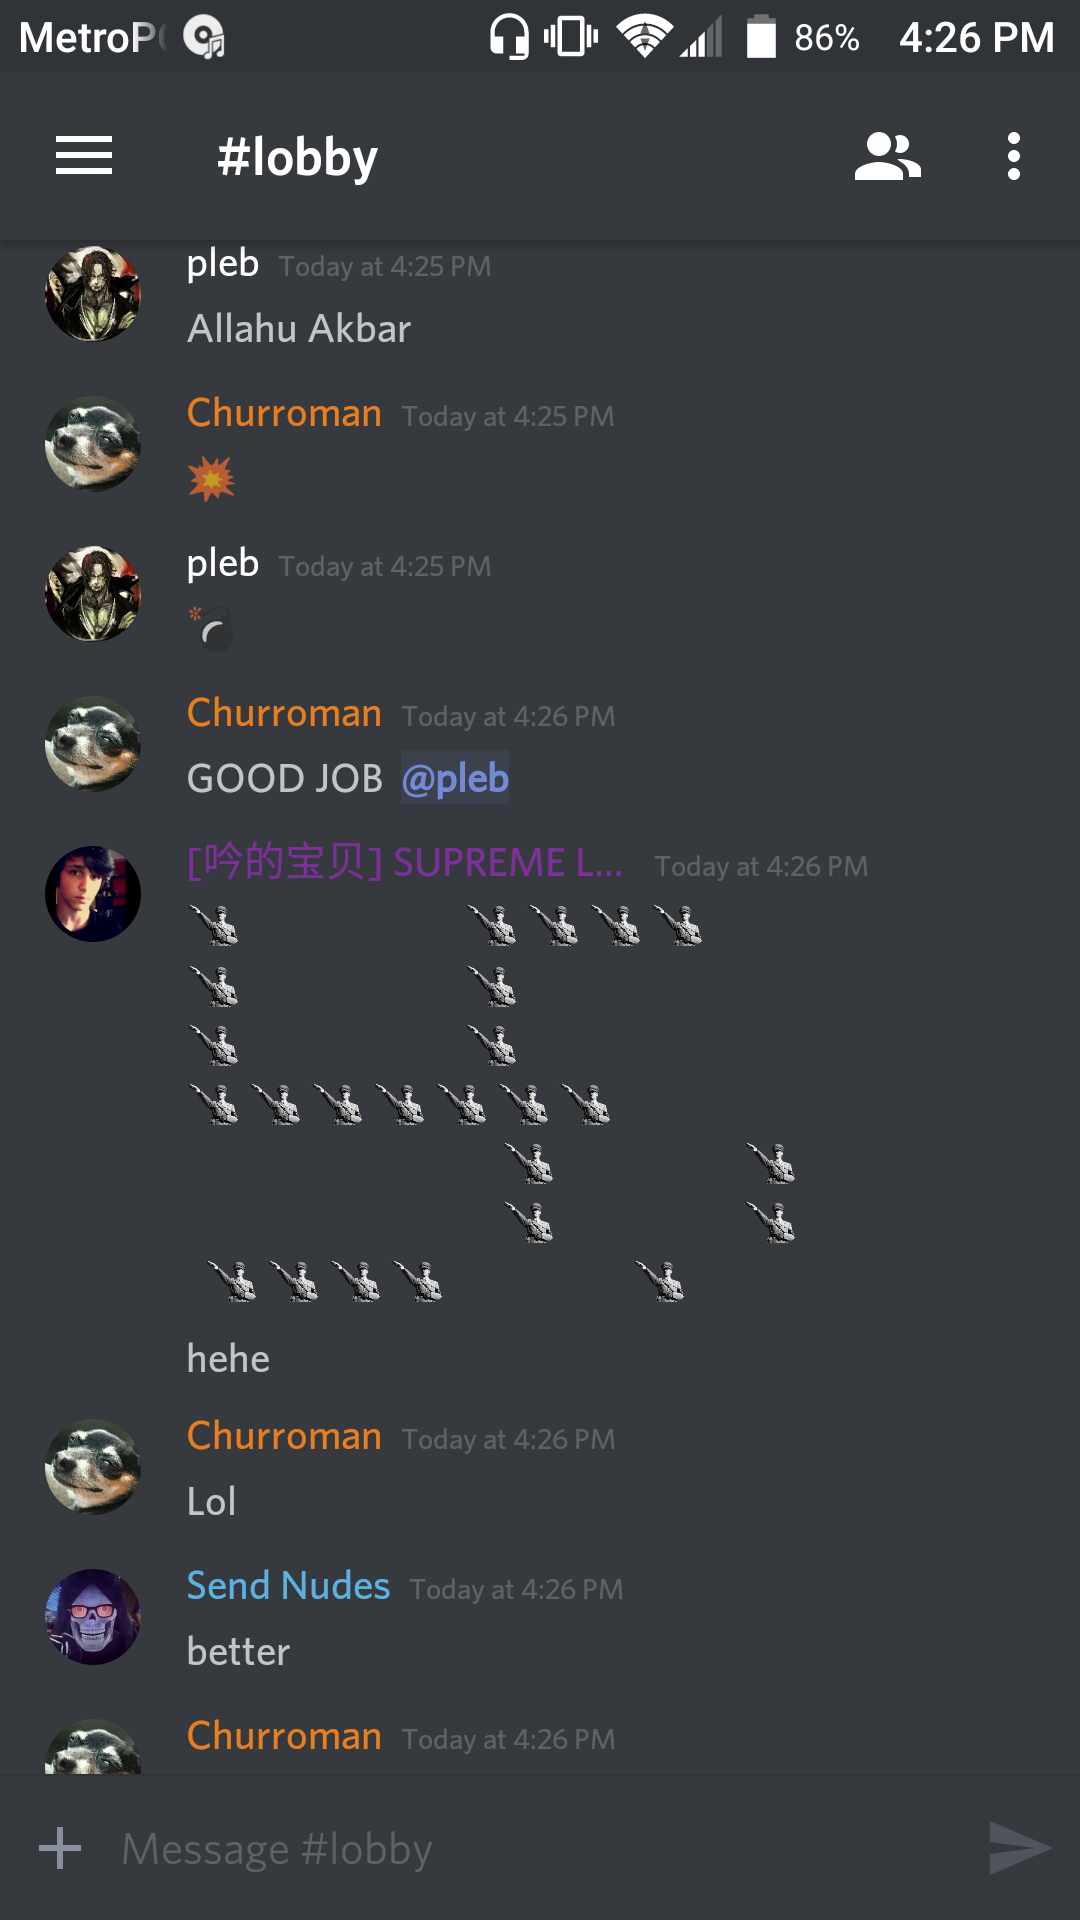 MetroP
86%
4:26 PM
#lobby
pleb Today at 4:25 PM
Allahu Akbar
Churroman Today at 4:25 PM
pleb Today at 4:25 PM
Churroman Today at 4:26 PM
GOOD JOB @pleb
[吟的宝贝] SUPREME L... Today at 4:26 PM
hehe
Churroman Today at 4:26 PM
Lol
Send Nudes Today at 4:26 PM
better
Churroman Today at 4:26 PM
Message #lobby